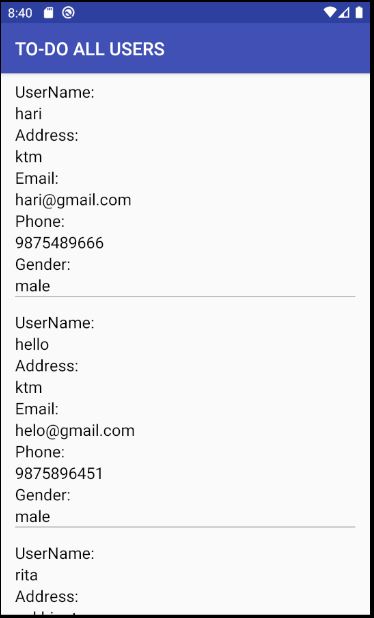 8:40
TO-DO ALL USERS
UserName:
hari
Address:
ktm
Email:
hari@gmail.com
Phone:
9875489666
Gender:
male
UserName:
hello
Address:
ktm
Email:
helo@gmail.com
Phone:
9875896451
Gender:
male
UserName:
rita
Address: